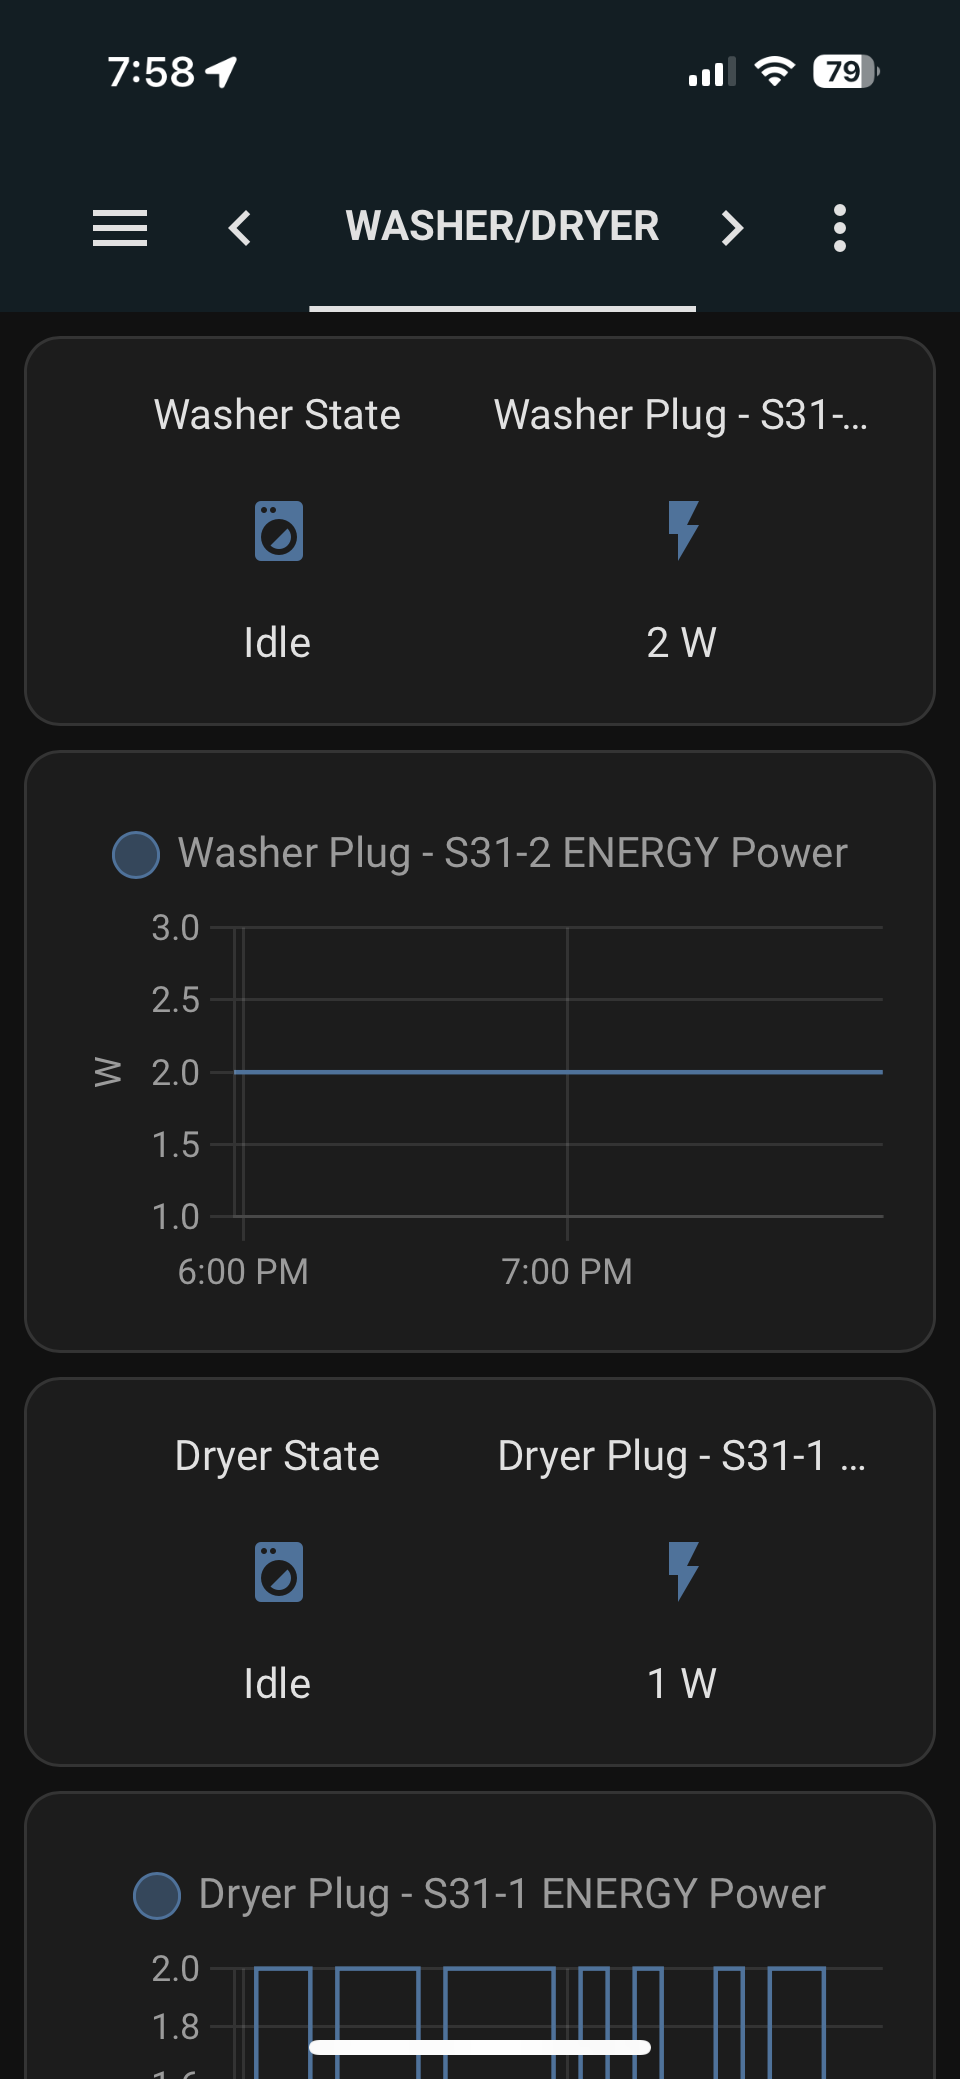 7:58
79
WASHER/DRYER
Washer State
Washer Plug - S31-...
Idle
2 W
Washer Plug - S31-2 ENERGY Power
3.0
2.5
W
2.0
1.5
1.0
6:00 PM
7:00 PM
Dryer State
Dryer Plug - S31-1 ...
Idle
1 W
Dryer Plug - S31-1 ENERGY Power
2.0
1.8